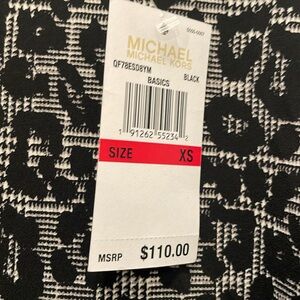 MICHAEL
MICHAEL KORS
QF78ESD8YM BLACK
BASICS
1 91262 55234 2
SIZE XS
MSRP $110.00